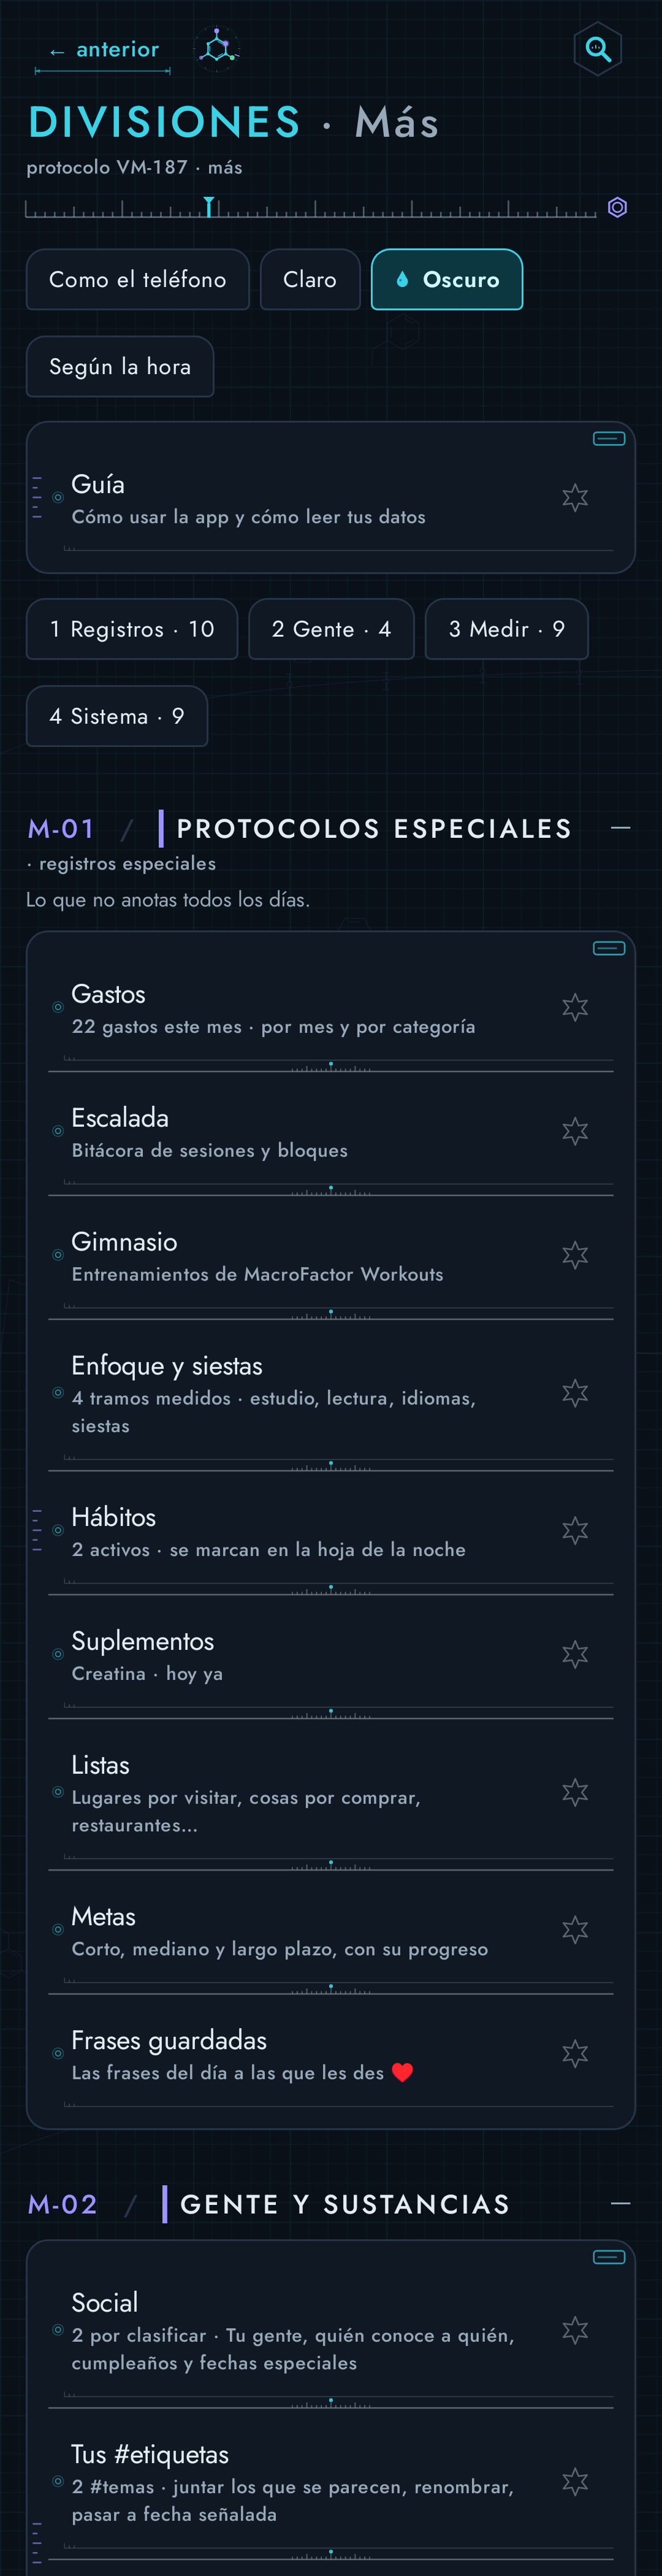 ← anterior
DIVISIONES · Más
protocolo VM-187 · más
Como el teléfono
Claro
Oscuro
Según la hora
Guía
Cómo usar la app y cómo leer tus datos
1 Registros · 10
2 Gente · 4
3 Medir · 9
4 Sistema · 9
M-01 / PROTOCOLOS ESPECIALES —
· registros especiales
Lo que no anotas todos los días.
Gastos
22 gastos este mes · por mes y por categoría
Escalada
Bitácora de sesiones y bloques
Gimnasio
Entrenamientos de MacroFactor Workouts
Enfoque y siestas
4 tramos medidos · estudio, lectura, idiomas,
siestas
Hábitos
2 activos · se marcan en la hoja de la noche
Suplementos
Creatina · hoy ya
Listas
Lugares por visitar, cosas por comprar,
restaurantes...
Metas
Corto, mediano y largo plazo, con su progreso
Frases guardadas
Las frases del día a las que les des ❤️
M-02 / GENTE Y SUSTANCIAS —
Social
2 por clasificar · Tu gente, quién conoce a quién,
cumpleaños y fechas especiales
Tus #etiquetas
2 #temas · juntar los que se parecen, renombrar,
pasar a fecha señalada